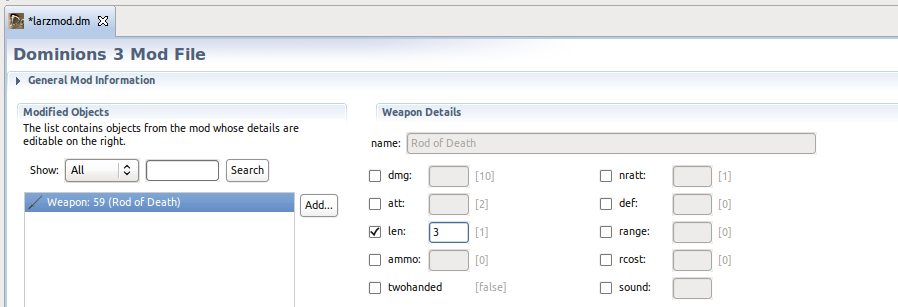 *larzmod.dm
Dominions 3 Mod File
General Mod Information
Modified Objects
The list contains objects from the mod whose details are
editable on the right.
Show: All Search
Weapon: 59 (Rod of Death)
Add...
Weapon Details
name: Rod of Death
dmg: [10] nratt: [1]
att: [2] def: [0]
len: 3 [1] range: [0]
ammo: [0] rcost: [0]
twohanded [false] sound: